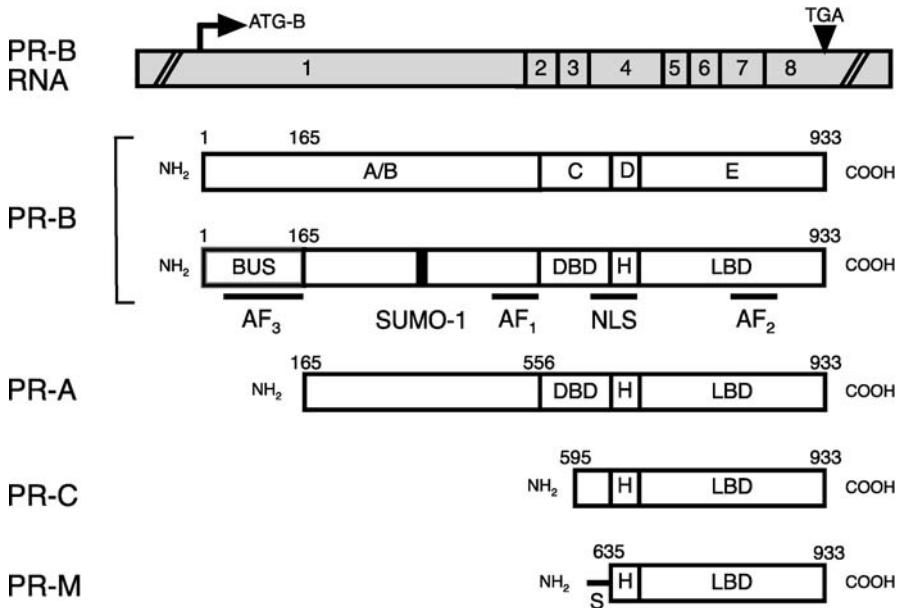 ATG-B TGA
PR-B RNA 1 2 3 4 5 6 7 8
1 165 933
NH₂ A/B C D E COOH
PR-B
1 165 933
NH₂ BUS DBD H LBD COOH
AF₃ SUMO-1 AF₁ NLS AF₂
165 556 933
PR-A NH₂ DBD H LBD COOH
595 933
PR-C NH₂ H LBD COOH
635 933
PR-M NH₂ S H LBD COOH